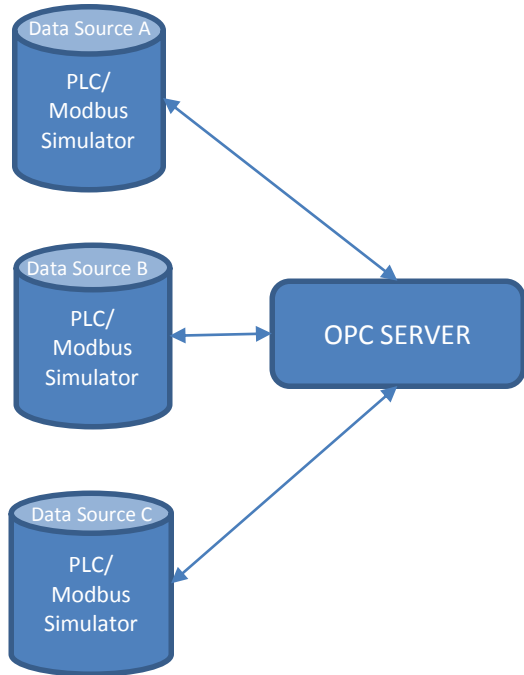 Data Source A
PLC/
Modbus
Simulator
Data Source B
PLC/
Modbus
Simulator
OPC SERVER
Data Source C
PLC/
Modbus
Simulator